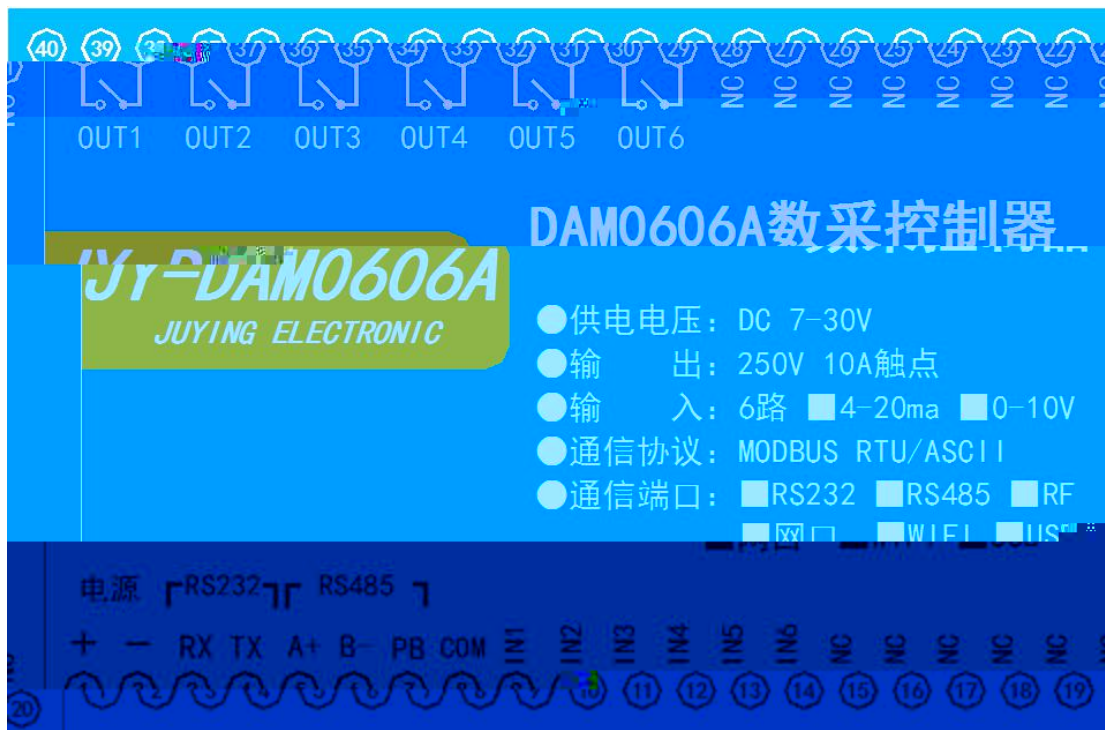 40 39 38 37 36 35 34 33 32 31 30 29 28 27 26 25 24 23 22
NC NC NC NC NC NC NC
OUT1 OUT2 OUT3 OUT4 OUT5 OUT6
DAM0606A数采控制器
JY-DAM0606A
JUYING ELECTRONIC
●供电电压：DC 7-30V
●输 出：250V 10A触点
●输 入：6路 ■4-20ma ■0-10V
●通信协议：MODBUS RTU/ASCII
●通信端口：■RS232 ■RS485 ■RF
■网口 ■WIFI
电源 RS232 RS485
+ - RX TX A+ B- PB COM IN1 IN2 IN3 IN4 IN5 IN6 NC NC NC NC NC
20 11 12 13 14 15 16 17 18 19